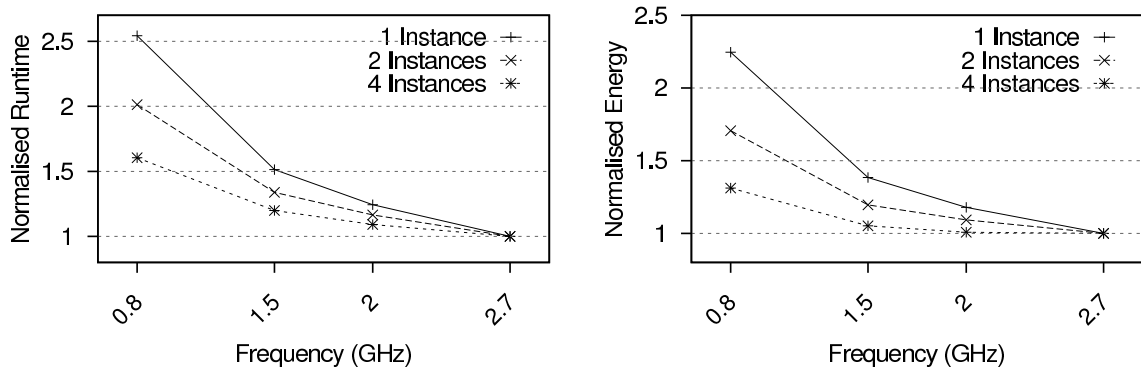 Normalised Runtime
2.5
2
1.5
1
1 Instance
2 Instances
4 Instances
0.8
1.5
2
2.7
Frequency (GHz)
Normalised Energy
2.5
2
1.5
1
1 Instance
2 Instances
4 Instances
0.8
1.5
2
2.7
Frequency (GHz)